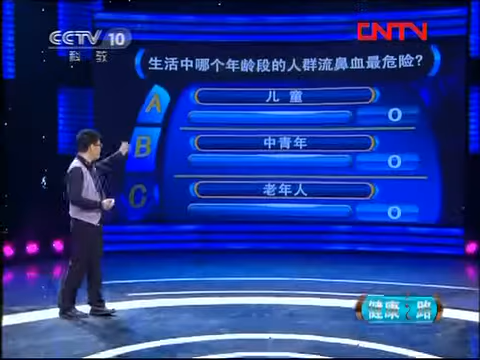 CCTV 10
科教
CNTV
生活中哪个年龄段的人群流鼻血最危险?
A
儿童
0
B
中青年
0
C
老年人
0
健康之路